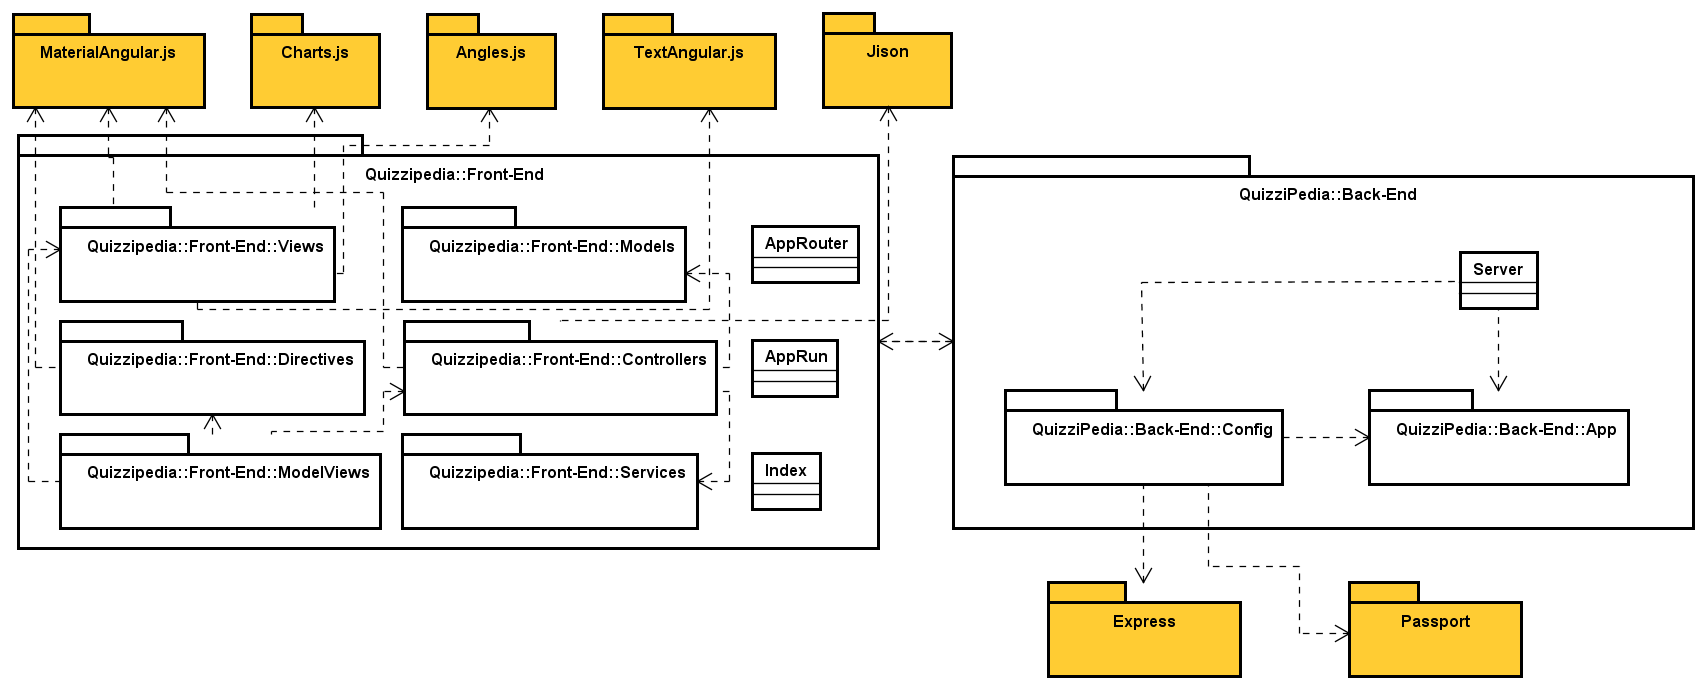 MaterialAngular.js
Charts.js
Angles.js
TextAngular.js
Jison
Quizzipedia::Front-End
Quizzipedia::Front-End::Views
Quizzipedia::Front-End::Models
AppRouter
Quizzipedia::Front-End::Directives
Quizzipedia::Front-End::Controllers
AppRun
Quizzipedia::Front-End::ModelViews
Quizzipedia::Front-End::Services
Index
QuizziPedia::Back-End
Server
QuizziPedia::Back-End::Config
QuizziPedia::Back-End::App
Express
Passport